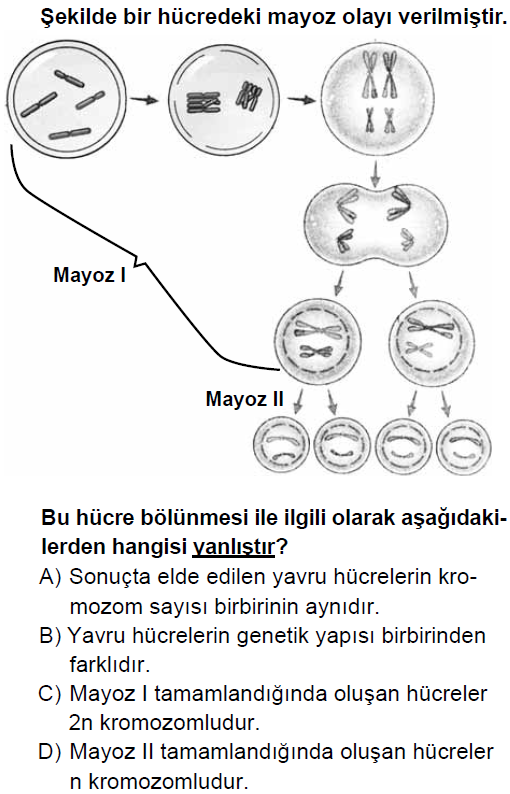 Şekilde bir hücredeki mayoz olayı verilmiştir.
Mayoz I
Mayoz II
Bu hücre bölünmesi ile ilgili olarak aşağıdaki-
lerden hangisi yanlıştır?
A) Sonuçta elde edilen yavru hücrelerin kro-
mozom sayısı birbirinin aynıdır.
B) Yavru hücrelerin genetik yapısı birbirinden
farklıdır.
C) Mayoz I tamamlandığında oluşan hücreler
2n kromozomludur.
D) Mayoz II tamamlandığında oluşan hücreler
n kromozomludur.